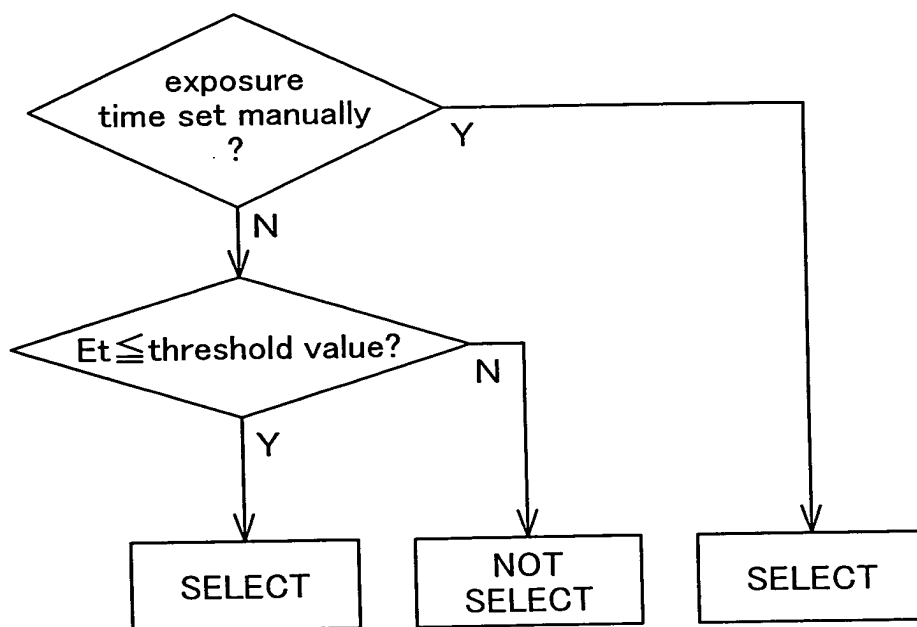 exposure
time set manually
?
Y
N
Et≦threshold value?
N
Y
SELECT
NOT
SELECT
SELECT